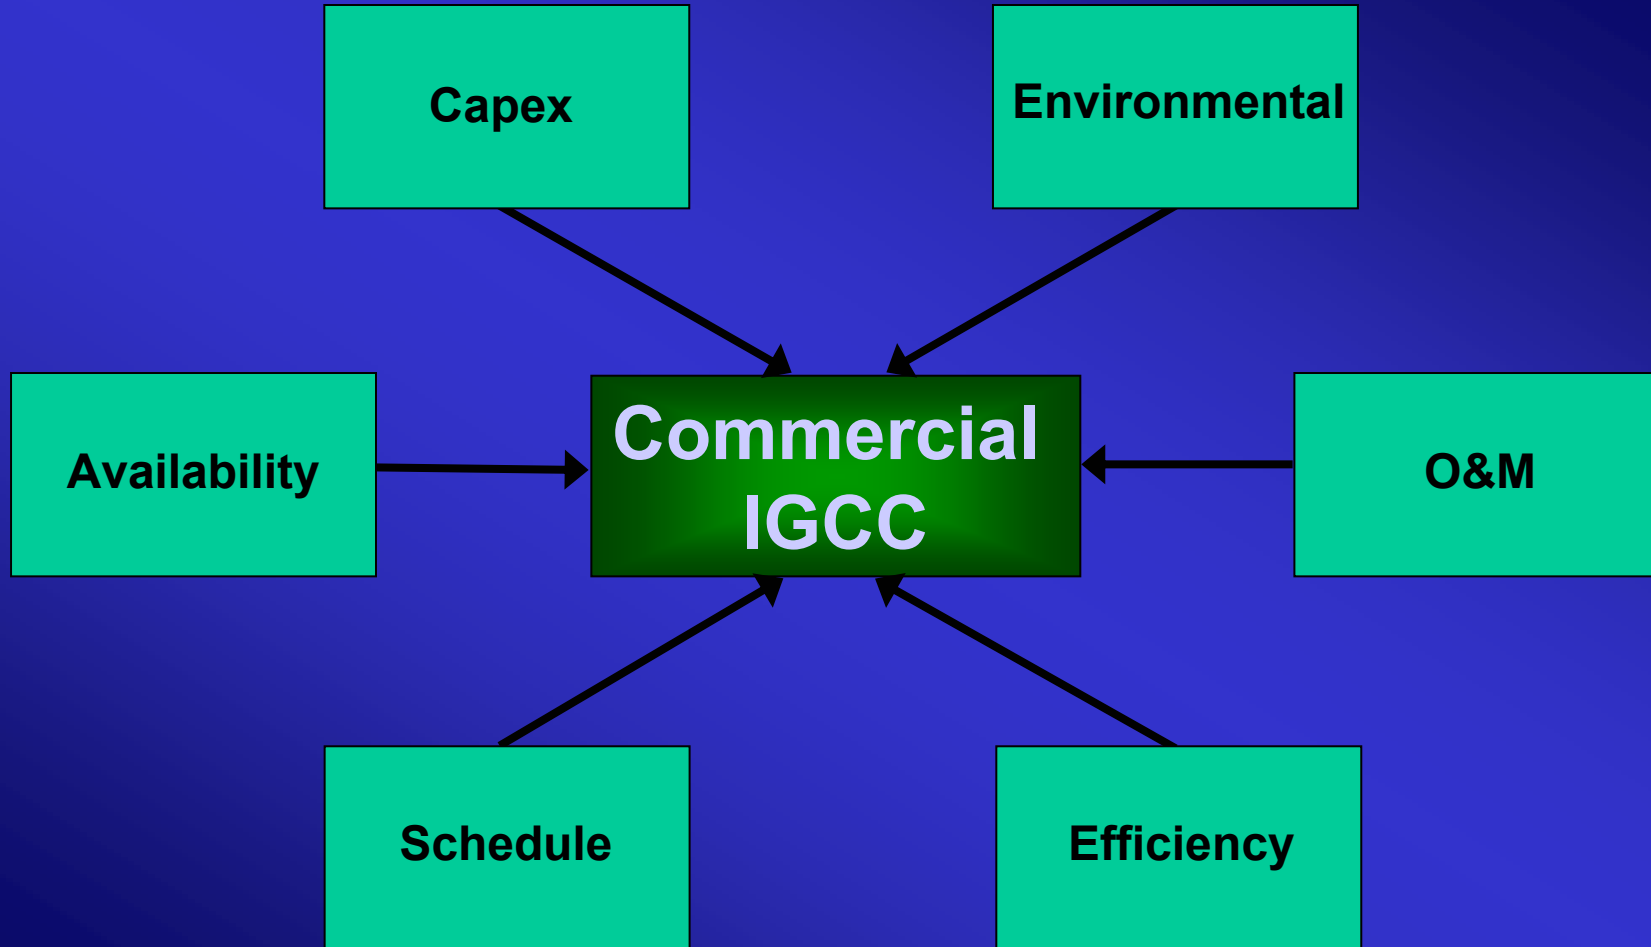 Capex
Environmental
Availability
Commercial
IGCC
O&M
Schedule
Efficiency